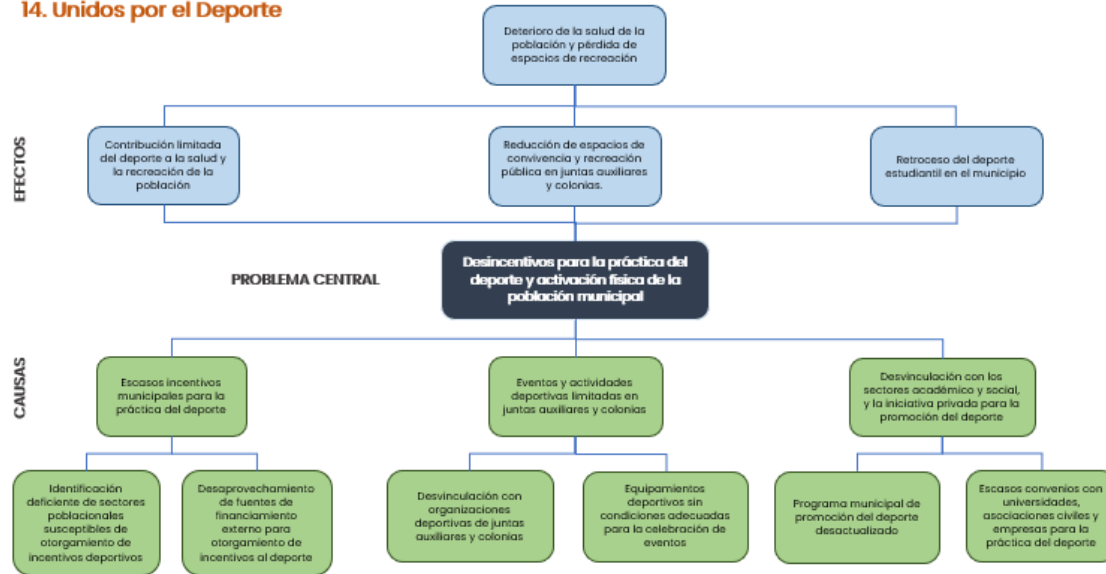 14. Unidos por el Deporte
Deterioro de la salud de la
población y pérdida de
espacios de recreación
EFECTOS
Contribución limitada
del deporte a la salud y
la recreación de la
población
Reducción de espacios de
convivencia y recreación
pública en juntas auxiliares
y colonias.
Retroceso del deporte
estudiantil en el municipio
PROBLEMA CENTRAL
Desincentivos para la práctica del
deporte y activación física de la
población municipal
CAUSAS
Escasos incentivos
municipales para la
práctica del deporte
Eventos y actividades
deportivas limitadas en
juntas auxiliares y colonias
Desvinculación con los
sectores académico y social,
y la iniciativa privada para la
promoción del deporte
Identificación
deficiente de sectores
poblacionales
susceptibles de
otorgamiento de
incentivos deportivos
Desaprovechamiento
de fuentes de
financiamiento
externo para
otorgamiento de
incentivos al deporte
Desvinculación con
organizaciones
deportivas de juntas
auxiliares y colonias
Equipamientos
deportivos sin
condiciones adecuadas
para la celebración de
eventos
Programa municipal de
promoción del deporte
desactualizado
Escasos convenios con
universidades,
asociaciones civiles y
empresas para la
práctica del deporte